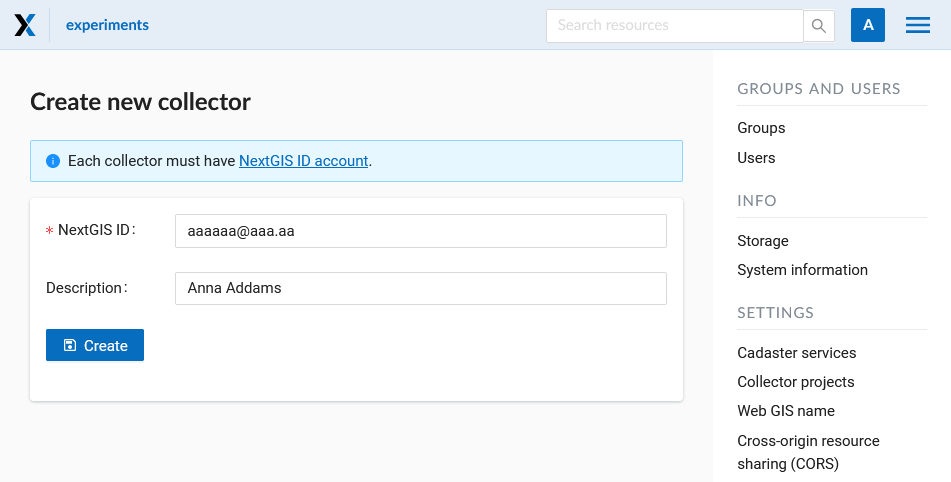 experiments
Search resources
A
Create new collector
Each collector must have NextGIS ID account.
* NextGIS ID:
aaaaaa@aaa.aa
Description:
Anna Addams
Create
GROUPS AND USERS
Groups
Users
INFO
Storage
System information
SETTINGS
Cadaster services
Collector projects
Web GIS name
Cross-origin resource
sharing (CORS)